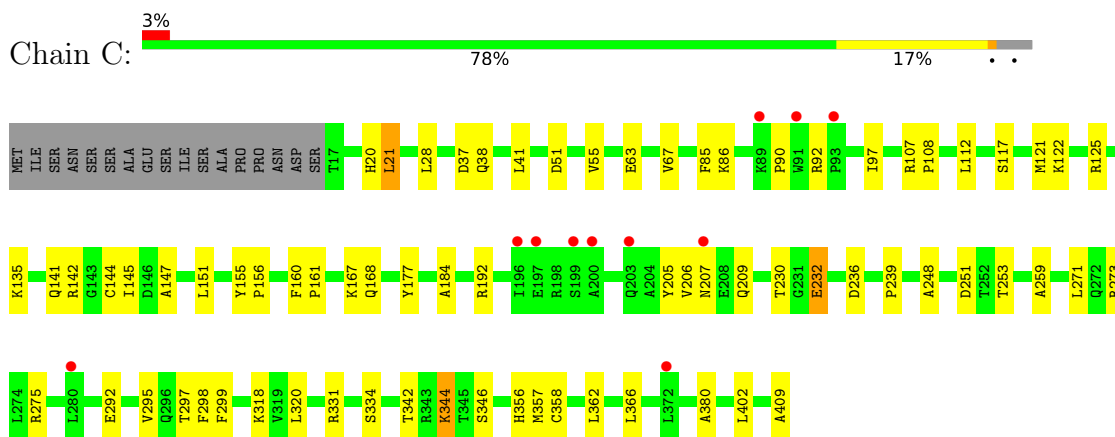 3%
Chain C:
78% 17% • •
MET ILE SER ASN SER SER ALA GLU SER ILE SER ALA PRO PRO ASN ASP SER T17 H20 L21 L28 D37 Q38 L41 D51 V55 E63 V67 F85 K86 K89 P90 W91 R92 P93 I97 R107 P108 L112 S117 M121 K122 R125
K135 Q141 R142 G143 C144 I145 D146 A147 L151 Y155 P156 F160 P161 K167 Q168 Y177 A184 R192 I196 E197 R198 S199 A200 Q203 A204 Y205 V206 N207 E208 Q209 T230 G231 E232 D236 P239 A248 D251 T252 T253 A259 L271 Q272
L274 R275 L280 E292 V295 Q296 T297 F298 F299 K318 V319 L320 R331 S334 T342 R343 K344 T345 S346 H356 M357 C358 L362 L366 L372 A380 L402 A409